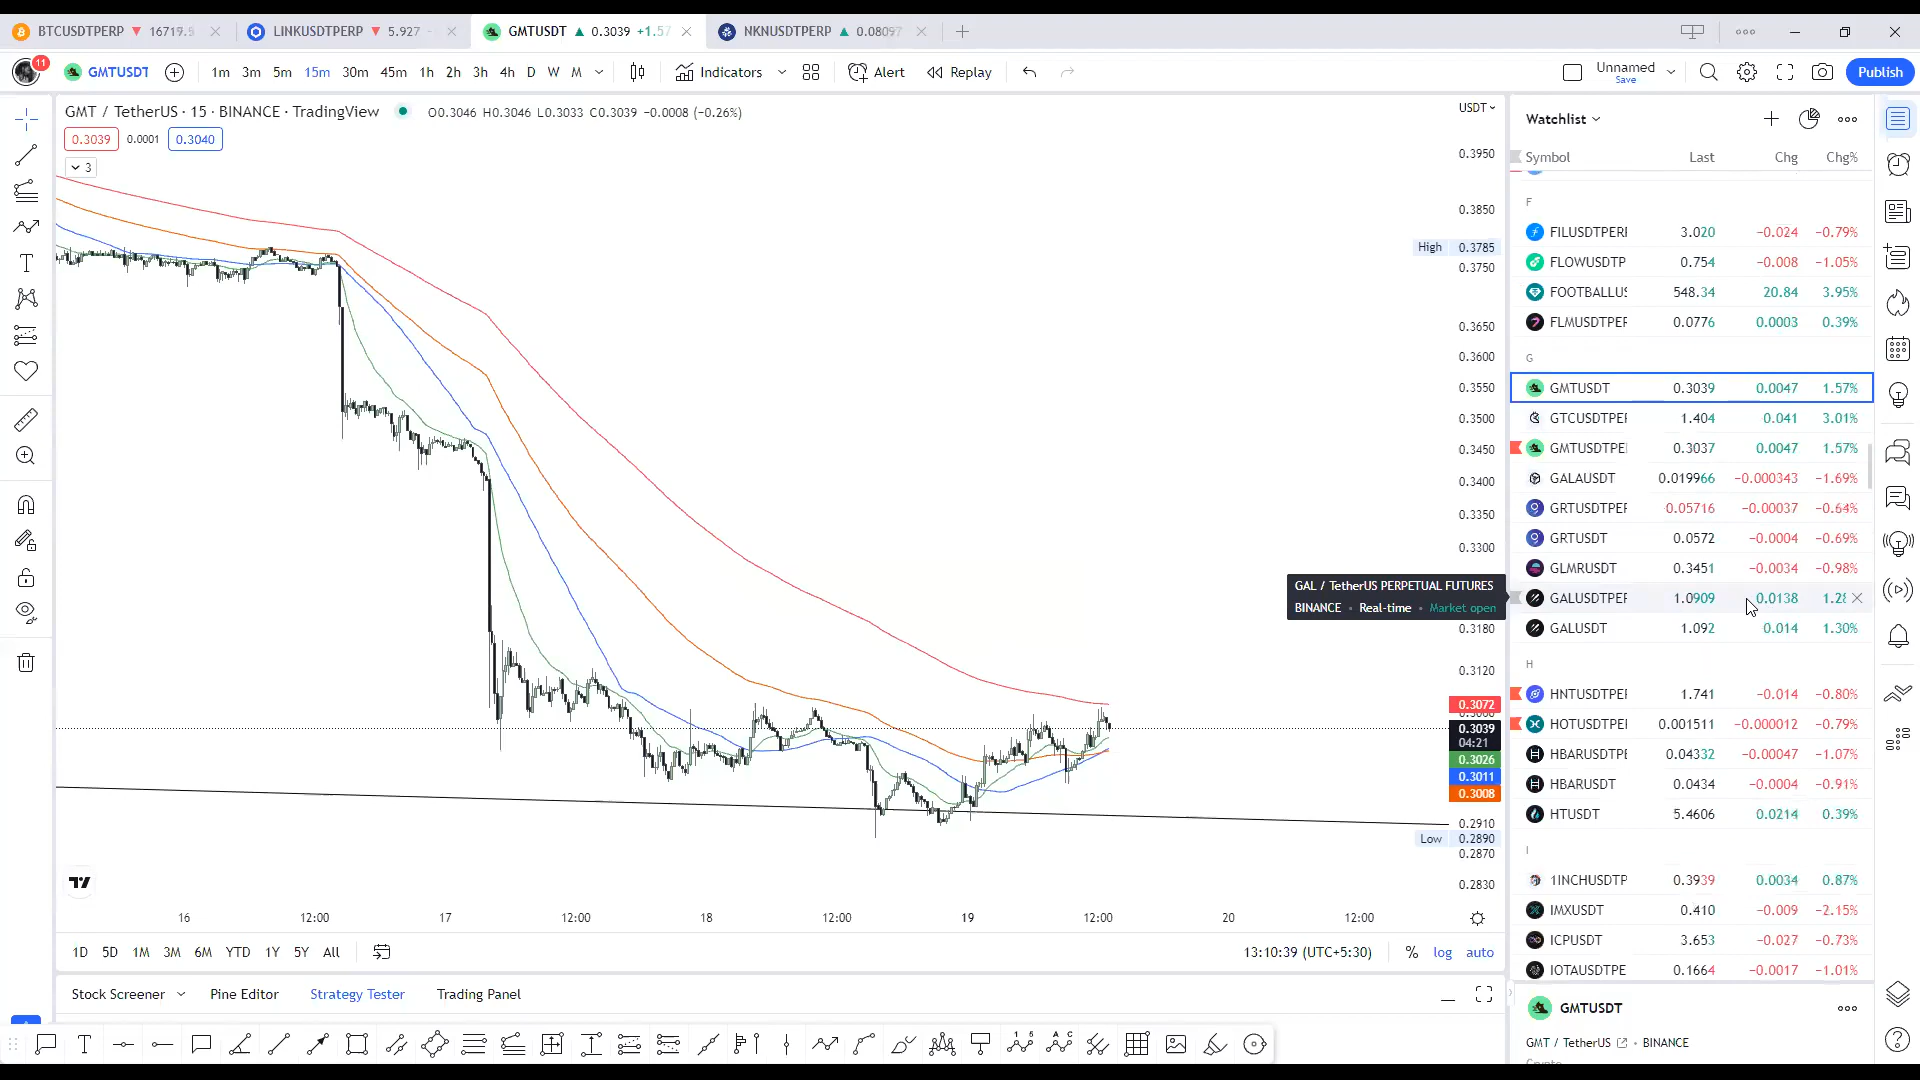 BTCUSDTPERP 16719.5
LINKUSDTPERP 5.927
GMTUSDT 0.3039 +1.57
NKNUSDTPERP 0.08097
11
GMTUSDT
1m 3m 5m 15m 30m 45m 1h 2h 3h 4h D W M
Indicators
Alert
Replay
Unnamed
Save
Publish
GMT / TetherUS · 15 · BINANCE · TradingView
O0.3046 H0.3046 L0.3033 C0.3039 −0.0008 (−0.26%)
0.3039 0.0001 0.3040
3
USDT
0.3950
0.3850
High 0.3785
0.3750
0.3650
0.3600
0.3550
0.3500
0.3450
0.3400
0.3350
0.3300
0.3180
0.3120
0.3072
0.3039
04:21
0.3026
0.3011
0.3008
0.2910
Low 0.2890
0.2870
0.2830
16 12:00 17 12:00 18 12:00 19 12:00 20 12:00
1D 5D 1M 3M 6M YTD 1Y 5Y All
13:10:39 (UTC+5:30) % log auto
Stock Screener Pine Editor Strategy Tester Trading Panel
Watchlist
Symbol Last Chg Chg%
F
FILUSDTPERI 3.020 −0.024 −0.79%
FLOWUSDTP 0.754 −0.008 −1.05%
FOOTBALLUS 548.34 20.84 3.95%
FLMUSDTPER 0.0776 0.0003 0.39%
G
GMTUSDT 0.3039 0.0047 1.57%
GTCUSDTPER 1.404 0.041 3.01%
GMTUSDTPE 0.3037 0.0047 1.57%
GALAUSDT 0.019966 −0.000343 −1.69%
GRTUSDTPER 0.05716 −0.00037 −0.64%
GRTUSDT 0.0572 −0.0004 −0.69%
GLMRUSDT 0.3451 −0.0034 −0.98%
GAL / TetherUS PERPETUAL FUTURES
BINANCE • Real-time • Market open
GALUSDTPER 1.0909 0.0138 1.28
GALUSDT 1.092 0.014 1.30%
H
HNTUSDTPER 1.741 −0.014 −0.80%
HOTUSDTPER 0.001511 −0.000012 −0.79%
HBARUSDTPE 0.04332 −0.00047 −1.07%
HBARUSDT 0.0434 −0.0004 −0.91%
HTUSDT 5.4606 0.0214 0.39%
I
1INCHUSDTP 0.3939 0.0034 0.87%
IMXUSDT 0.410 −0.009 −2.15%
ICPUSDT 3.653 −0.027 −0.73%
IOTAUSDTPE 0.1664 −0.0017 −1.01%
GMTUSDT
GMT / TetherUS • BINANCE